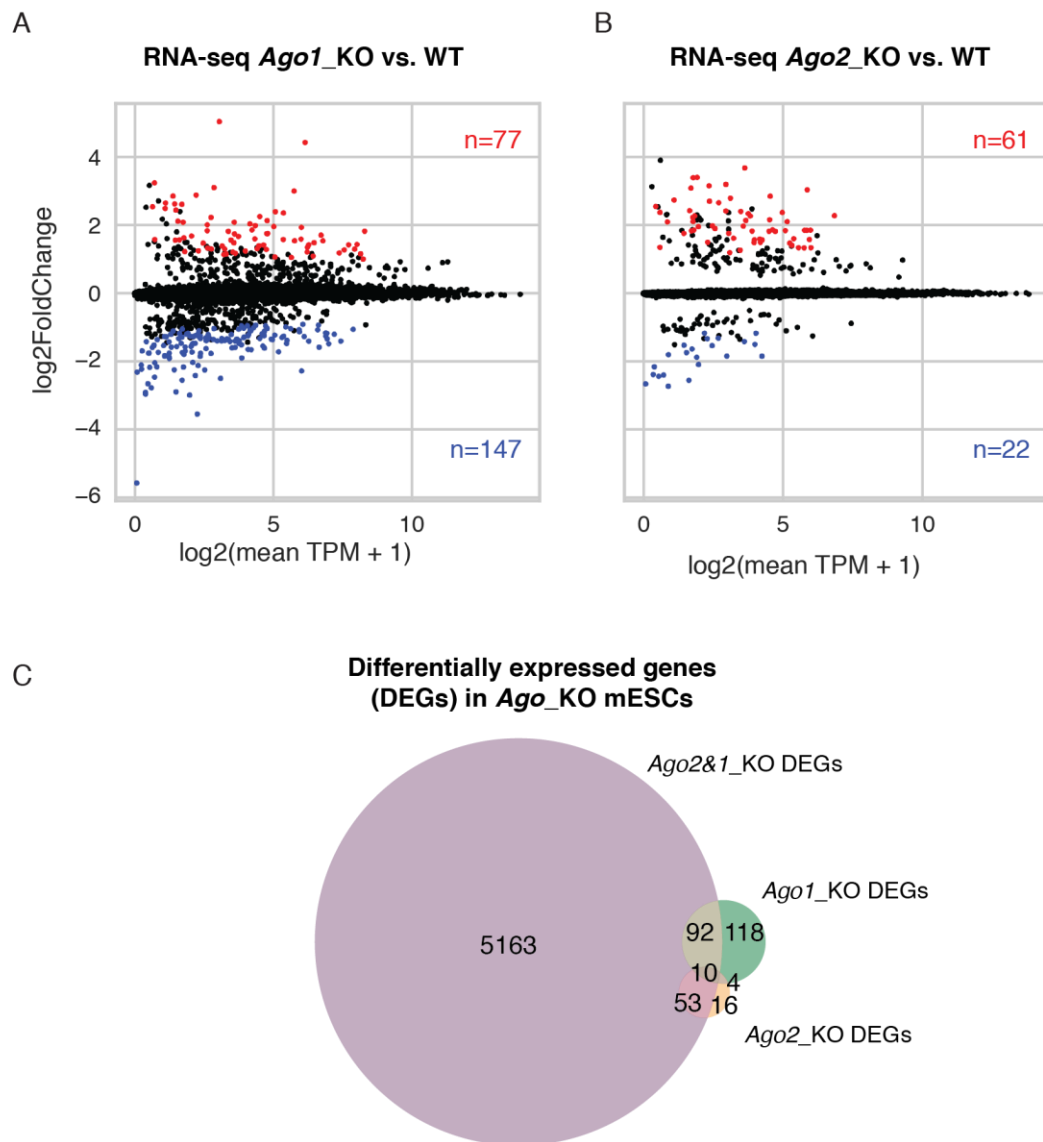 A
RNA-seq Ago1_KO vs. WT
n=77
n=147
4
2
0
−2
−4
−6
log2FoldChange
0 5 10
log2(mean TPM + 1)
B
RNA-seq Ago2_KO vs. WT
n=61
n=22
0 5 10
log2(mean TPM + 1)
C
Differentially expressed genes
(DEGs) in Ago_KO mESCs
Ago2&1_KO DEGs
Ago1_KO DEGs
5163
92 118
10
4
53 16
Ago2_KO DEGs